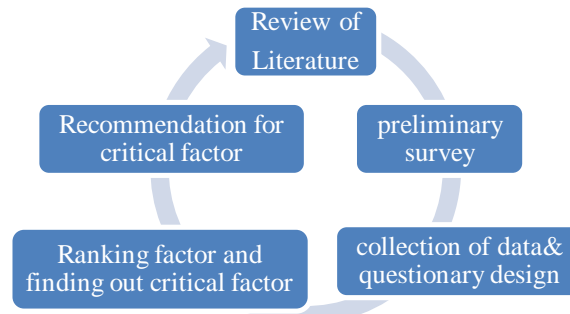 Review of
Literature
preliminary
survey
collection of data&
questionary design
Ranking factor and
finding out critical factor
Recommendation for
critical factor